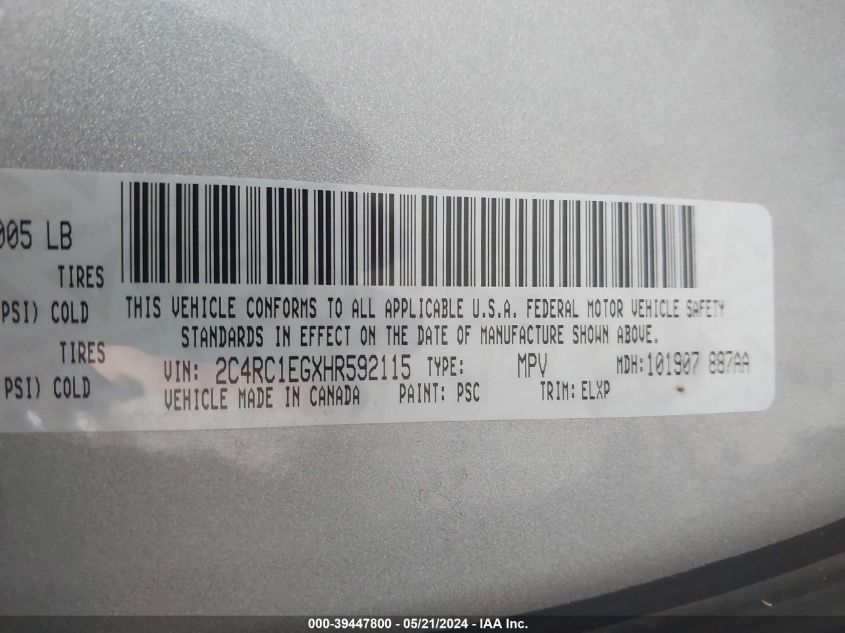 005 LB
TIRES
PSI) COLD
THIS VEHICLE CONFORMS TO ALL APPLICABLE U.S.A. FEDERAL MOTOR VEHICLE SAFETY
STANDARDS IN EFFECT ON THE DATE OF MANUFACTURE SHOWN ABOVE.
TIRES
VIN: 2C4RC1EGXHR592115 TYPE: MPV MDH:101907 887AA
PSI) COLD
VEHICLE MADE IN CANADA PAINT: PSC TRIM: ELXP
000-39447800 - 05/21/2024 - IAA Inc.